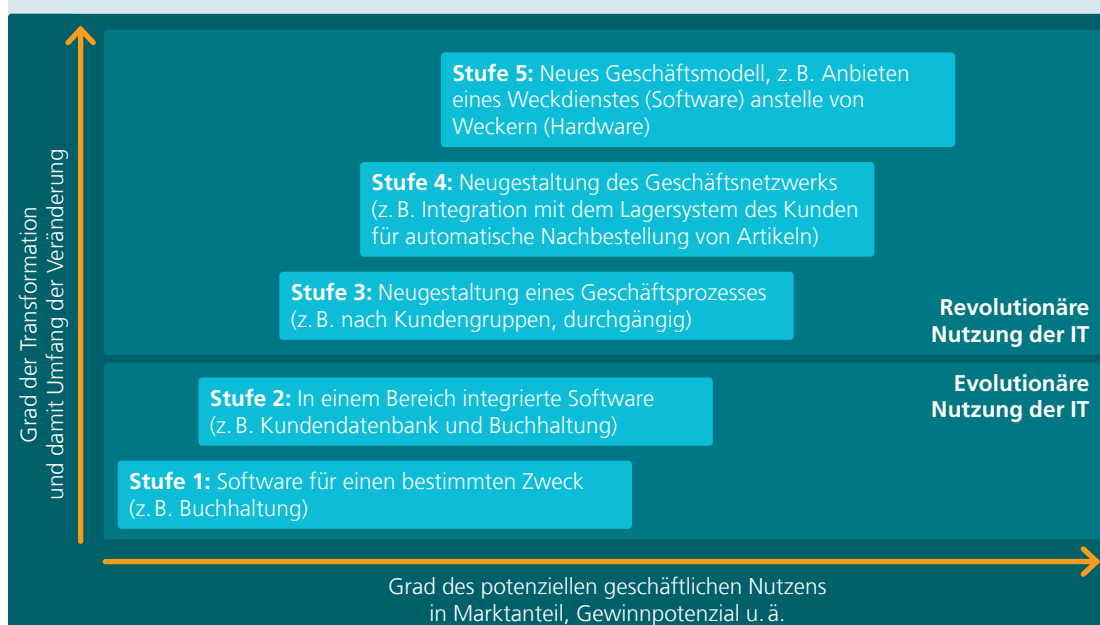 Grad der Transformation
und damit Umfang der Veränderung
Stufe 5: Neues Geschäftsmodell, z. B. Anbieten
eines Weckdienstes (Software) anstelle von
Weckern (Hardware)
Stufe 4: Neugestaltung des Geschäftsnetzwerks
(z. B. Integration mit dem Lagersystem des Kunden
für automatische Nachbestellung von Artikeln)
Stufe 3: Neugestaltung eines Geschäftsprozesses
(z. B. nach Kundengruppen, durchgängig)
Revolutionäre
Nutzung der IT
Evolutionäre
Nutzung der IT
Stufe 2: In einem Bereich integrierte Software
(z. B. Kundendatenbank und Buchhaltung)
Stufe 1: Software für einen bestimmten Zweck
(z. B. Buchhaltung)
Grad des potenziellen geschäftlichen Nutzens
in Marktanteil, Gewinnpotenzial u. ä.